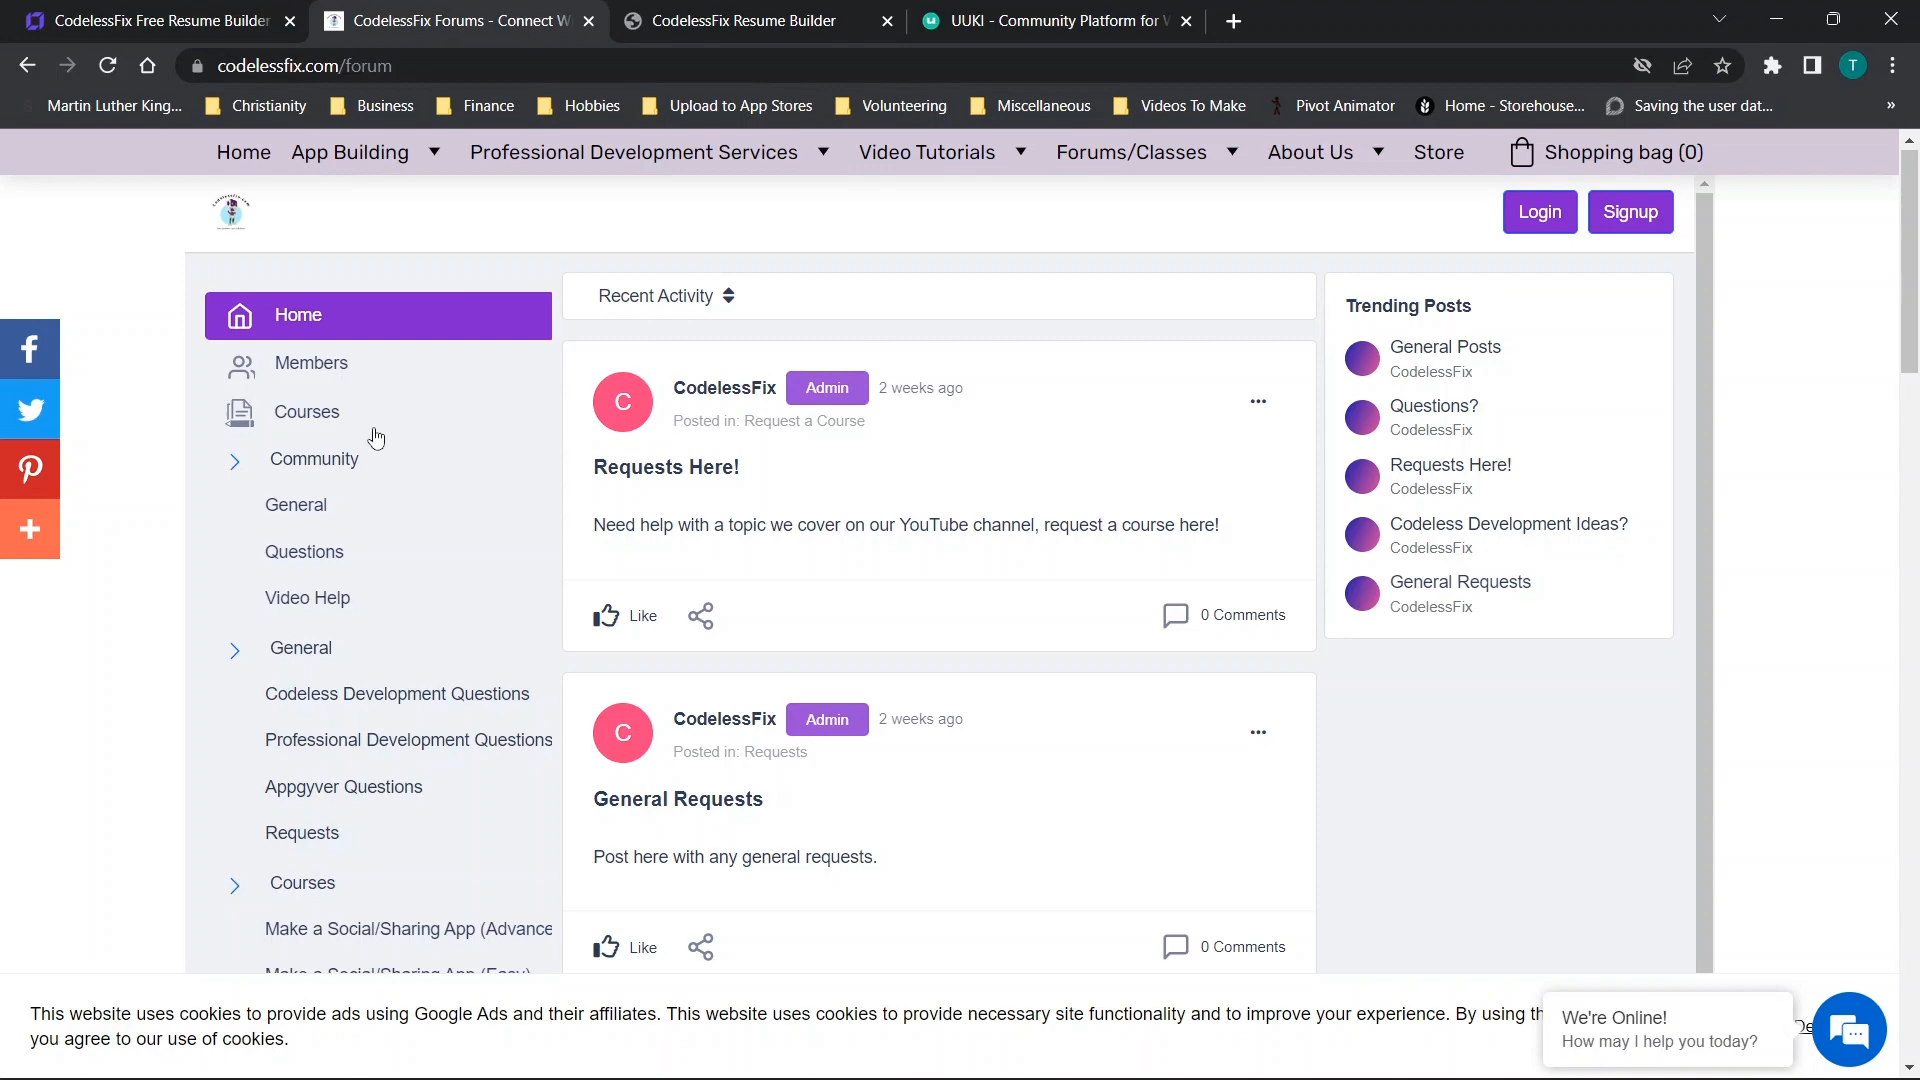 CodelessFix Free Resume Builder
CodelessFix Forums - Connect W
CodelessFix Resume Builder
UUKI - Community Platform for
codelessfix.com/forum
T
Martin Luther King...
Christianity
Business
Finance
Hobbies
Upload to App Stores
Volunteering
Miscellaneous
Videos To Make
Pivot Animator
Home - Storehouse...
Saving the user dat...
»
Home
App Building
Professional Development Services
Video Tutorials
Forums/Classes
About Us
Store
Shopping bag (0)
Login
Signup
Home
Members
Courses
Community
General
Questions
Video Help
General
Codeless Development Questions
Professional Development Questions
Appgyver Questions
Requests
Courses
Make a Social/Sharing App (Advance
Make a Social/Sharing App (Easy)
Recent Activity
C
CodelessFix
Admin
2 weeks ago
Posted in: Request a Course
Requests Here!
Need help with a topic we cover on our YouTube channel, request a course here!
Like
0 Comments
C
CodelessFix
Admin
2 weeks ago
Posted in: Requests
General Requests
Post here with any general requests.
Like
0 Comments
Trending Posts
General Posts
CodelessFix
Questions?
CodelessFix
Requests Here!
CodelessFix
Codeless Development Ideas?
CodelessFix
General Requests
CodelessFix
This website uses cookies to provide ads using Google Ads and their affiliates. This website uses cookies to provide necessary site functionality and to improve your experience. By using th
you agree to our use of cookies.
We're Online!
How may I help you today?